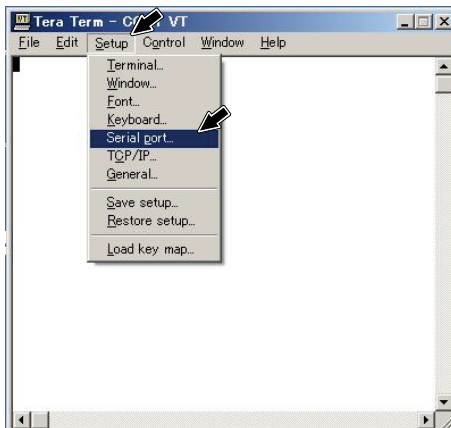 Tera Term - VT
File Edit Setup Control Window Help
Terminal...
Window...
Font...
Keyboard...
Serial port...
TCP/IP...
General...
Save setup...
Restore setup...
Load key map...